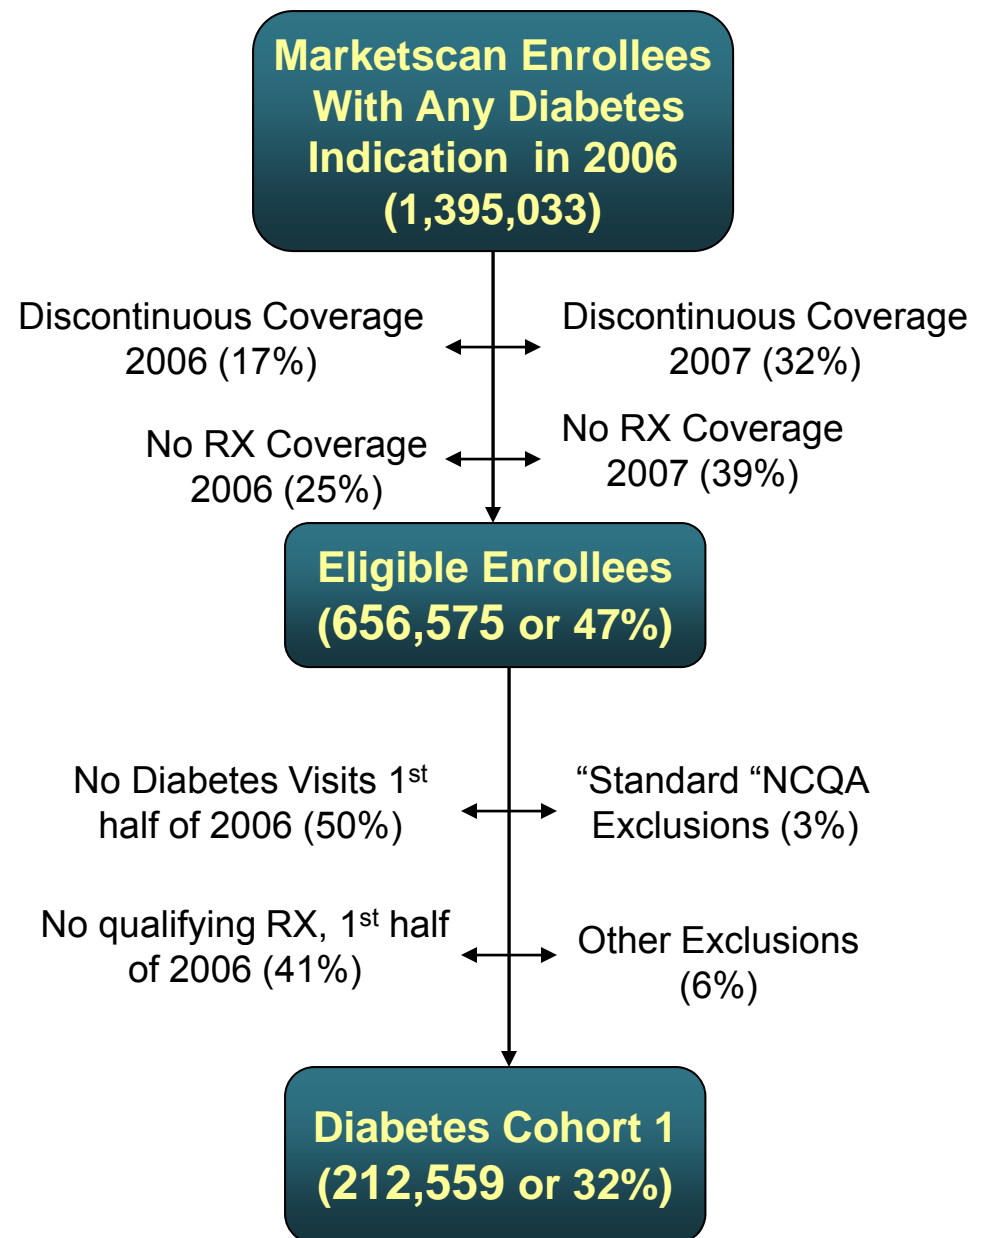 Marketscan Enrollees
With Any Diabetes
Indication in 2006
(1,395,033)
Discontinuous Coverage
2006 (17%)
Discontinuous Coverage
2007 (32%)
No RX Coverage
2006 (25%)
No RX Coverage
2007 (39%)
Eligible Enrollees
(656,575 or 47%)
No Diabetes Visits 1st
half of 2006 (50%)
“Standard “NCQA
Exclusions (3%)
No qualifying RX, 1st half
of 2006 (41%)
Other Exclusions
(6%)
Diabetes Cohort 1
(212,559 or 32%)